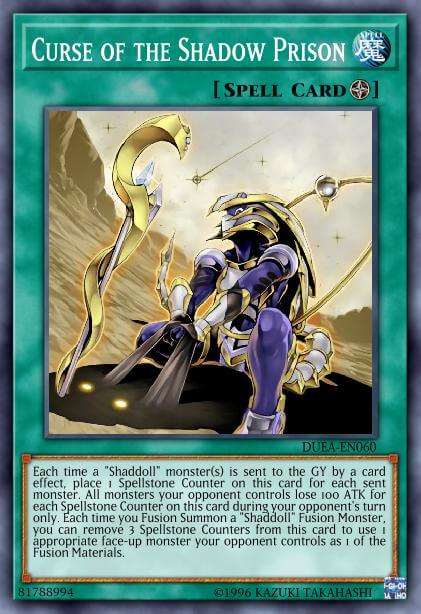 CURSE OF THE SHADOW PRISON
SPELL
魔
[SPELL CARD]
DUEA-EN060
Each time a "Shaddoll" monster(s) is sent to the GY by a card
effect, place 1 Spellstone Counter on this card for each sent
monster. All monsters your opponent controls lose 100 ATK for
each Spellstone Counter on this card during your opponent's turn
only. Each time you Fusion Summon a "Shaddoll" Fusion Monster,
you can remove 3 Spellstone Counters from this card to use 1
appropriate face-up monster your opponent controls as 1 of the
Fusion Materials.
81788994
©1996 KAZUKI TAKAHASHI